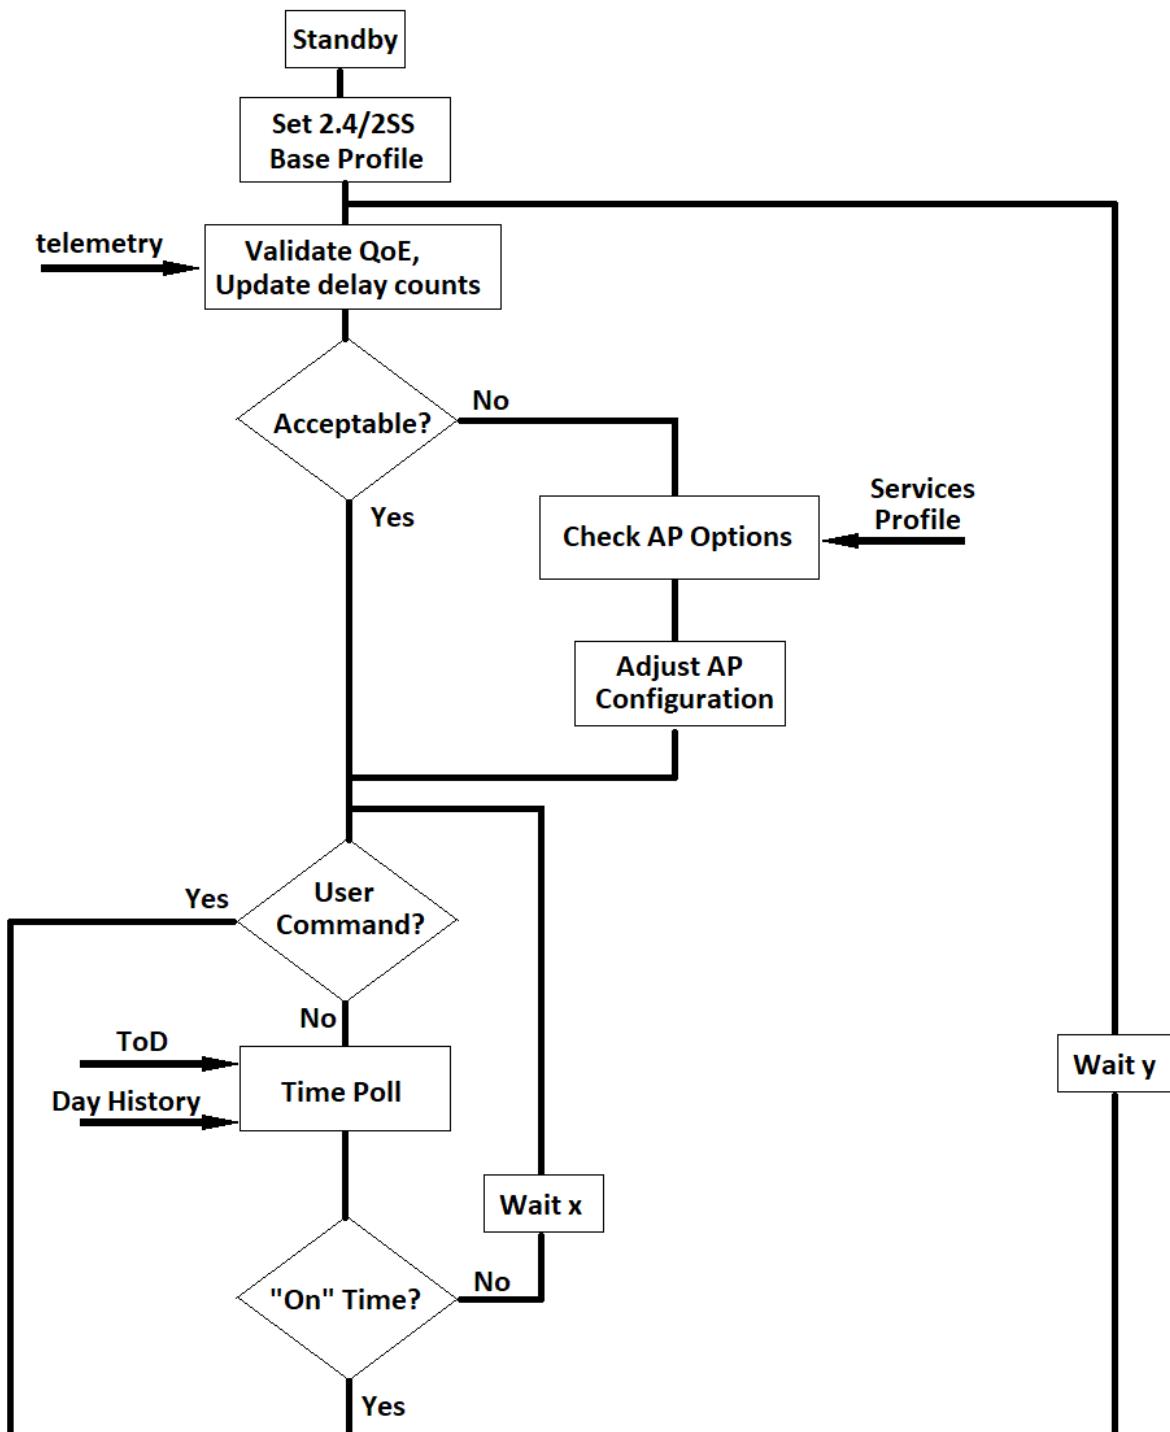 Standby
Set 2.4/2SS
Base Profile
telemetry
Validate QoE,
Update delay counts
Acceptable?
No
Yes
Services
Profile
Check AP Options
Adjust AP
Configuration
User
Command?
Yes
No
ToD
Day History
Time Poll
Wait y
Wait x
"On" Time?
No
Yes